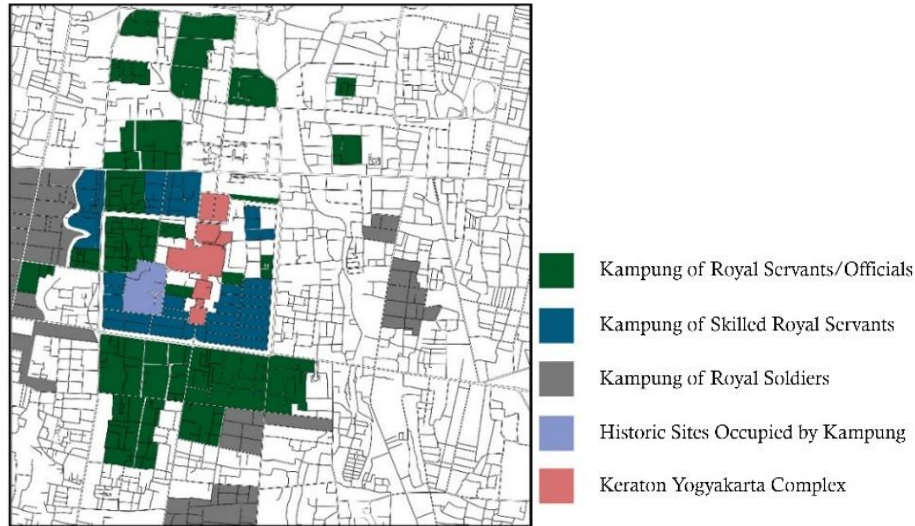 Kampung of Royal Servants/Officials
Kampung of Skilled Royal Servants
Kampung of Royal Soldiers
Historic Sites Occupied by Kampung
Keraton Yogyakarta Complex